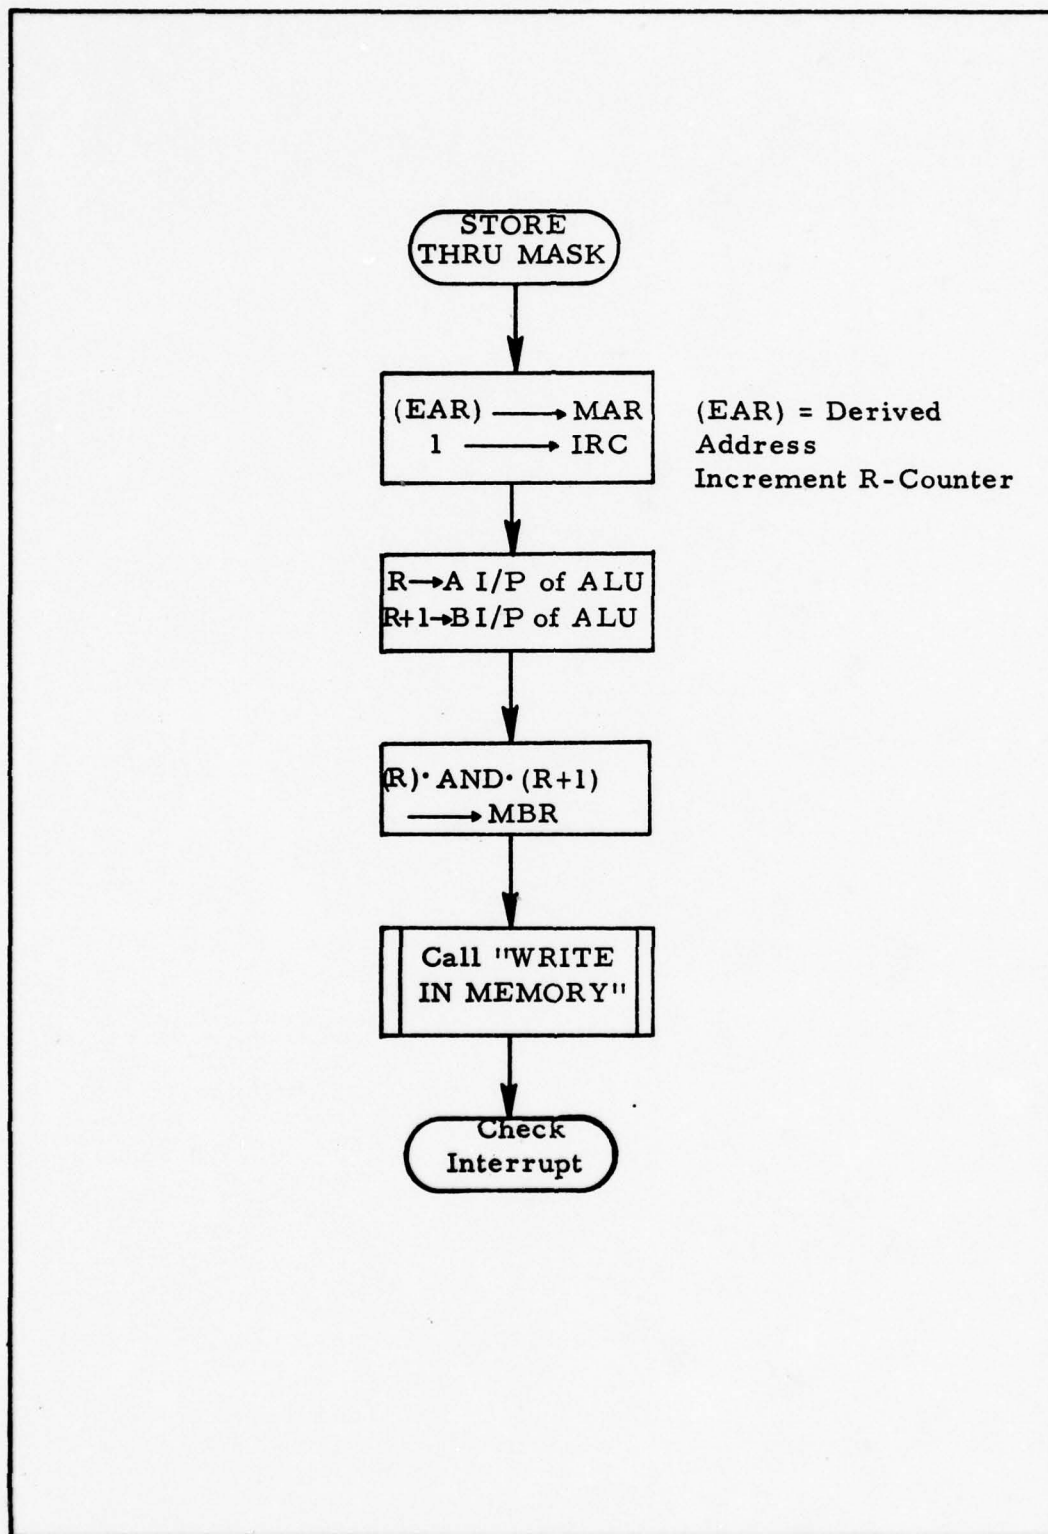 STORE
THRU MASK
(EAR) → MAR
1 → IRC
(EAR) = Derived
Address
Increment R-Counter
R→A I/P of ALU
R+1→B I/P of ALU
(R)· AND· (R+1)
→ MBR
Call "WRITE
IN MEMORY"
Check
Interrupt